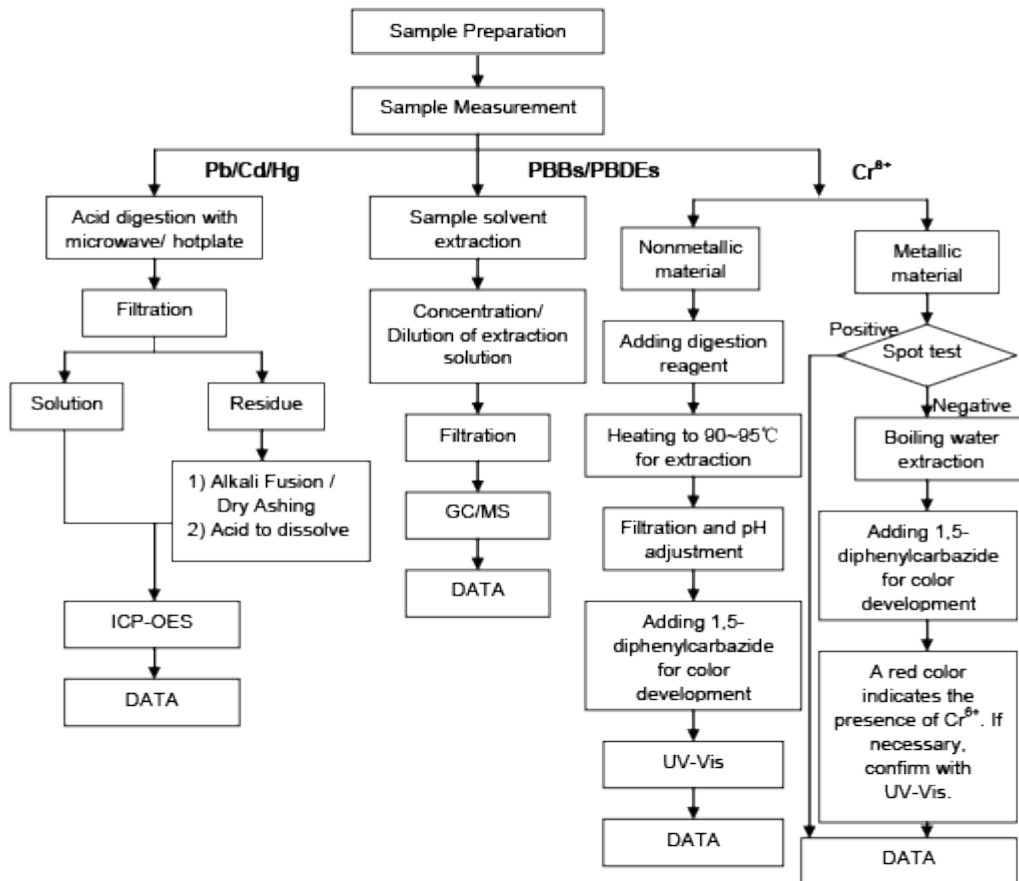 Sample Preparation
Sample Measurement
Pb/Cd/Hg
PBBs/PBDEs
Cr⁶⁺
Acid digestion with
microwave/ hotplate
Filtration
Solution
Residue
1) Alkali Fusion /
Dry Ashing
2) Acid to dissolve
ICP-OES
DATA
Sample solvent
extraction
Concentration/
Dilution of extraction
solution
Filtration
GC/MS
DATA
Nonmetallic
material
Adding digestion
reagent
Heating to 90~95℃
for extraction
Filtration and pH
adjustment
Adding 1,5-
diphenylcarbazide
for color
development
UV-Vis
DATA
Metallic
material
Positive
Spot test
Negative
Boiling water
extraction
Adding 1,5-
diphenylcarbazide
for color
development
A red color
indicates the
presence of Cr⁶⁺. If
necessary,
confirm with
UV-Vis.
DATA